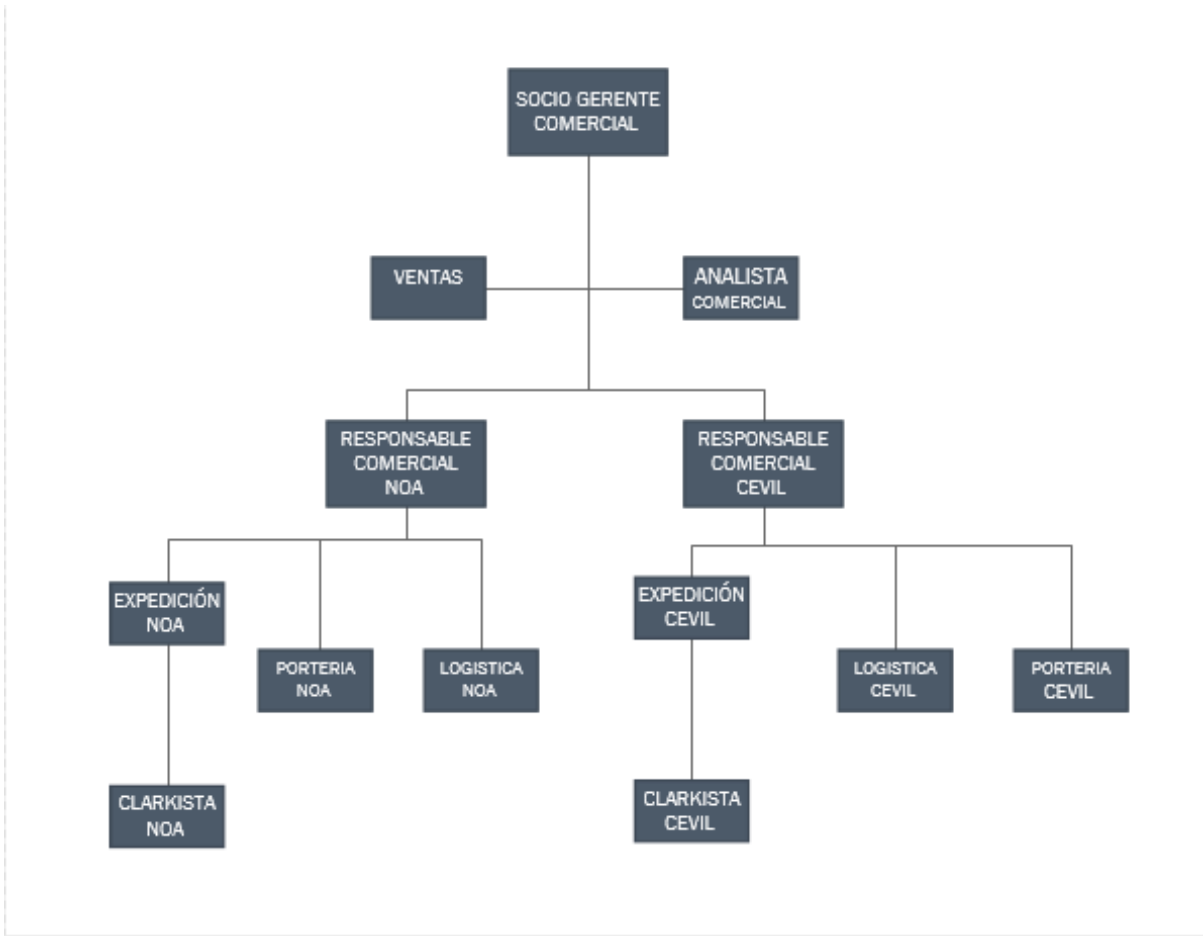 SOCIO GERENTE
COMERCIAL
VENTAS
ANALISTA
COMERCIAL
RESPONSABLE
COMERCIAL
NOA
RESPONSABLE
COMERCIAL
CEVIL
EXPEDICIÓN
NOA
PORTERIA
NOA
LOGISTICA
NOA
EXPEDICIÓN
CEVIL
LOGISTICA
CEVIL
PORTERIA
CEVIL
CLARKISTA
NOA
CLARKISTA
CEVIL